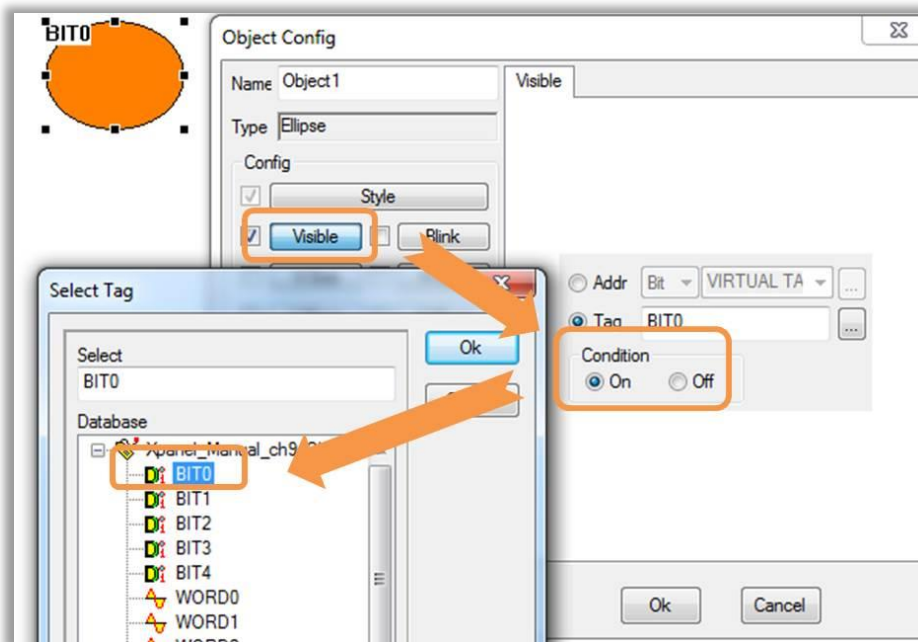 BIT0
Object Config
Name Object1
Visible
Type Ellipse
Config
Style
Visible
Blink
Select Tag
Addr Bit VIRTUAL TA ...
Tag BIT0 ...
Condition
On Off
Select
Ok
BIT0
Database
BIT0
BIT1
BIT2
BIT3
BIT4
WORD0
WORD1
Ok Cancel